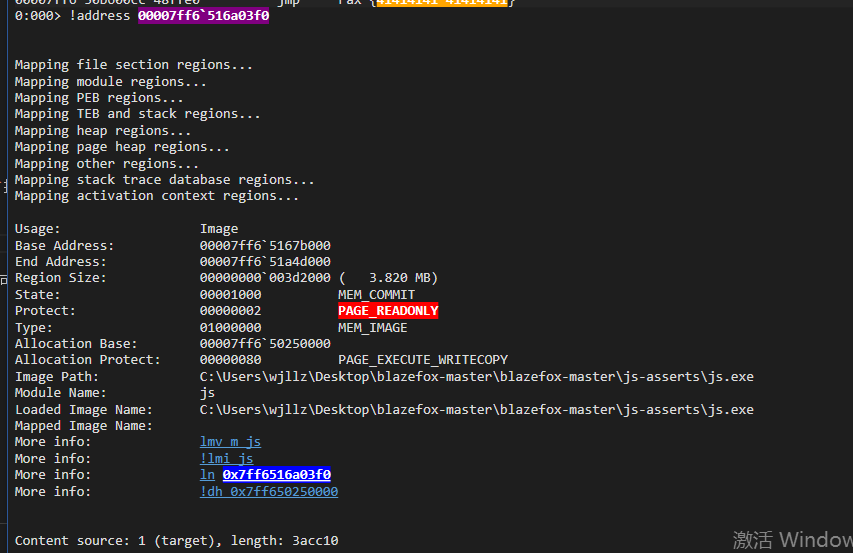 jmp rax {41414141`41414141}
0:000> !address 00007ff6`516a03f0
Mapping file section regions...
Mapping module regions...
Mapping PEB regions...
Mapping TEB and stack regions...
Mapping heap regions...
Mapping page heap regions...
Mapping other regions...
Mapping stack trace database regions...
Mapping activation context regions...
Usage: Image
Base Address: 00007ff6`5167b000
End Address: 00007ff6`51a4d000
Region Size: 00000000`003d2000 ( 3.820 MB)
State: 00001000 MEM_COMMIT
Protect: 00000002 PAGE_READONLY
Type: 01000000 MEM_IMAGE
Allocation Base: 00007ff6`50250000
Allocation Protect: 00000080 PAGE_EXECUTE_WRITECOPY
Image Path: C:\Users\wjllz\Desktop\blazefox-master\blazefox-master\js-asserts\js.exe
Module Name: js
Loaded Image Name: C:\Users\wjllz\Desktop\blazefox-master\blazefox-master\js-asserts\js.exe
Mapped Image Name:
More info: lmv m js
More info: !lmi js
More info: ln 0x7ff6516a03f0
More info: !dh 0x7ff650250000
Content source: 1 (target), length: 3acc10
激活 Window